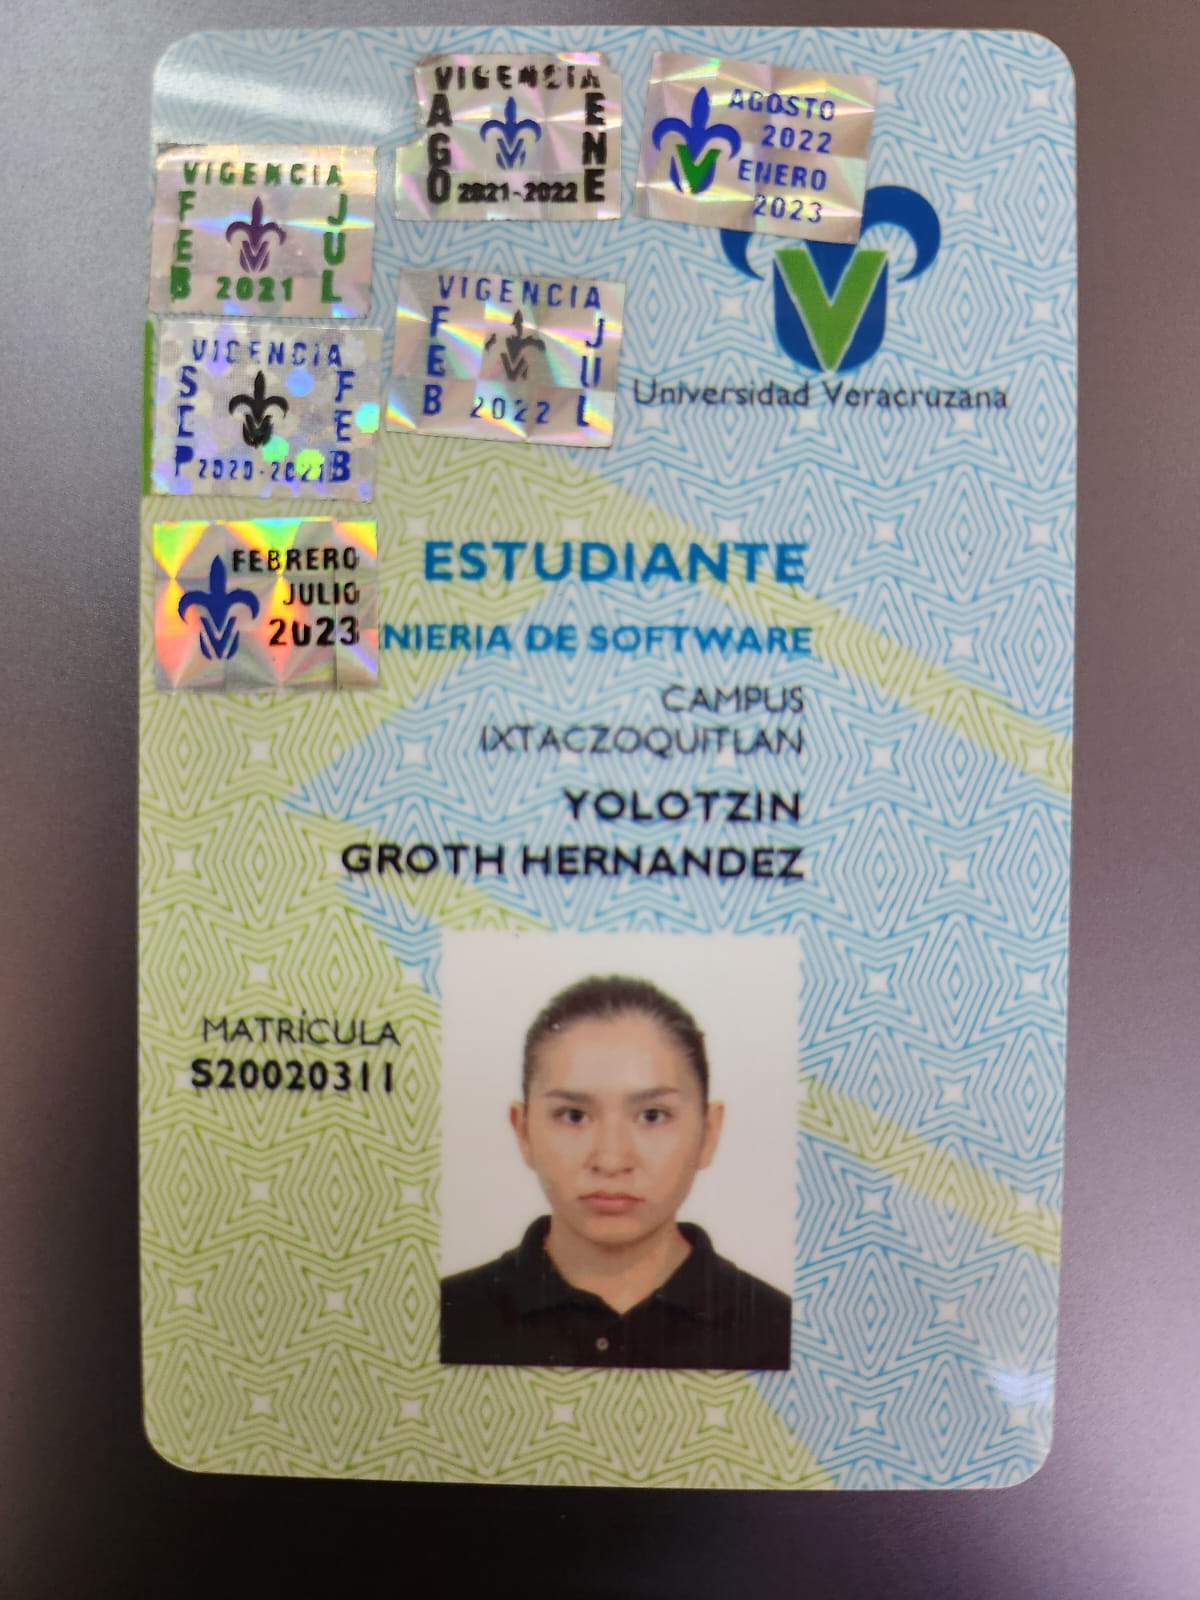 VIGENCIA
AGO
ENE
2021-2022
AGOSTO
2022
ENERO
2023
VIGENCIA
FEB
JUL
2021
VIGENCIA
FEB
JUL
2022
VIGENCIA
SEP
FEB
2020-2021
Universidad Veracruzana
FEBRERO
JULIO
2023
ESTUDIANTE
NIERIA DE SOFTWARE
CAMPUS
IXTACZOQUITLAN
YOLOTZIN
GROTH HERNANDEZ
MATRÍCULA
S20020311